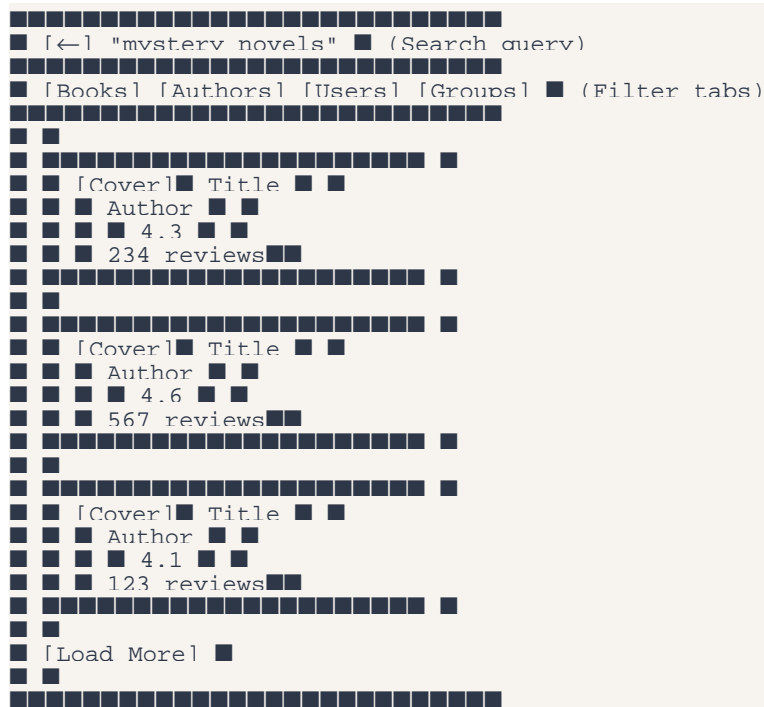 ■■■■■■■■■■■■■■■■■■■■■■■■■■■
■ [←] "mystery novels" ■ (Search query)
■■■■■■■■■■■■■■■■■■■■■■■■■■■
■ [Books] [Authors] [Users] [Groups] ■ (Filter tabs)
■■■■■■■■■■■■■■■■■■■■■■■■■■■
■ ■
■ ■■■■■■■■■■■■■■■■■■■■■ ■
■ ■ [Cover]■ Title ■ ■
■ ■ ■ Author ■ ■
■ ■ ■ ■ 4.3 ■ ■
■ ■ ■ 234 reviews■■
■ ■■■■■■■■■■■■■■■■■■■■■ ■
■ ■
■ ■■■■■■■■■■■■■■■■■■■■■ ■
■ ■ [Cover]■ Title ■ ■
■ ■ ■ Author ■ ■
■ ■ ■ ■ 4.6 ■ ■
■ ■ ■ 567 reviews■■
■ ■■■■■■■■■■■■■■■■■■■■■ ■
■ ■
■ ■■■■■■■■■■■■■■■■■■■■■ ■
■ ■ [Cover]■ Title ■ ■
■ ■ ■ Author ■ ■
■ ■ ■ ■ 4.1 ■ ■
■ ■ ■ 123 reviews■■
■ ■■■■■■■■■■■■■■■■■■■■■ ■
■ ■
■ [Load More] ■
■ ■
■■■■■■■■■■■■■■■■■■■■■■■■■■■